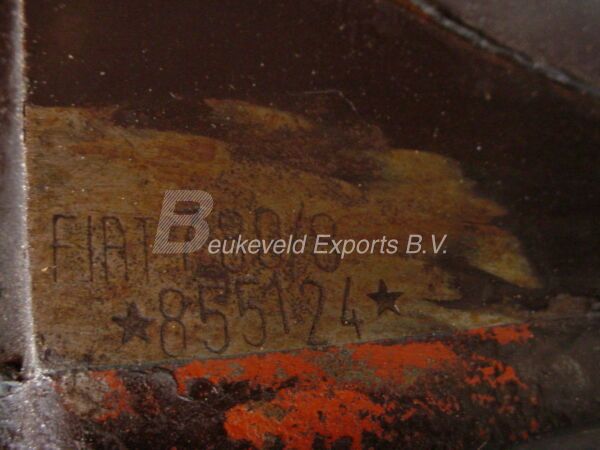 FIAT
Beukeveld Exports B.V.
★855124★